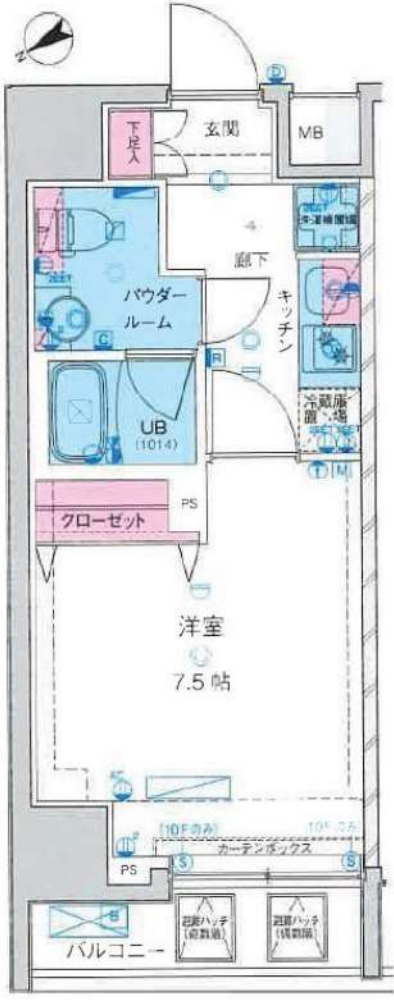 N
D
下足入
玄関
MB
洗濯機置場
廊下
キッチン
パウダー
ルーム
C
R
UB
(1014)
冷蔵庫
置場
M
PS
クローゼット
洋室
7.5 帖
(10Fのみ)
10Fのみ
カーテンボックス
S
S
PS
避難ハッチ
(奇数階)
避難ハッチ
(偶数階)
バルコニー